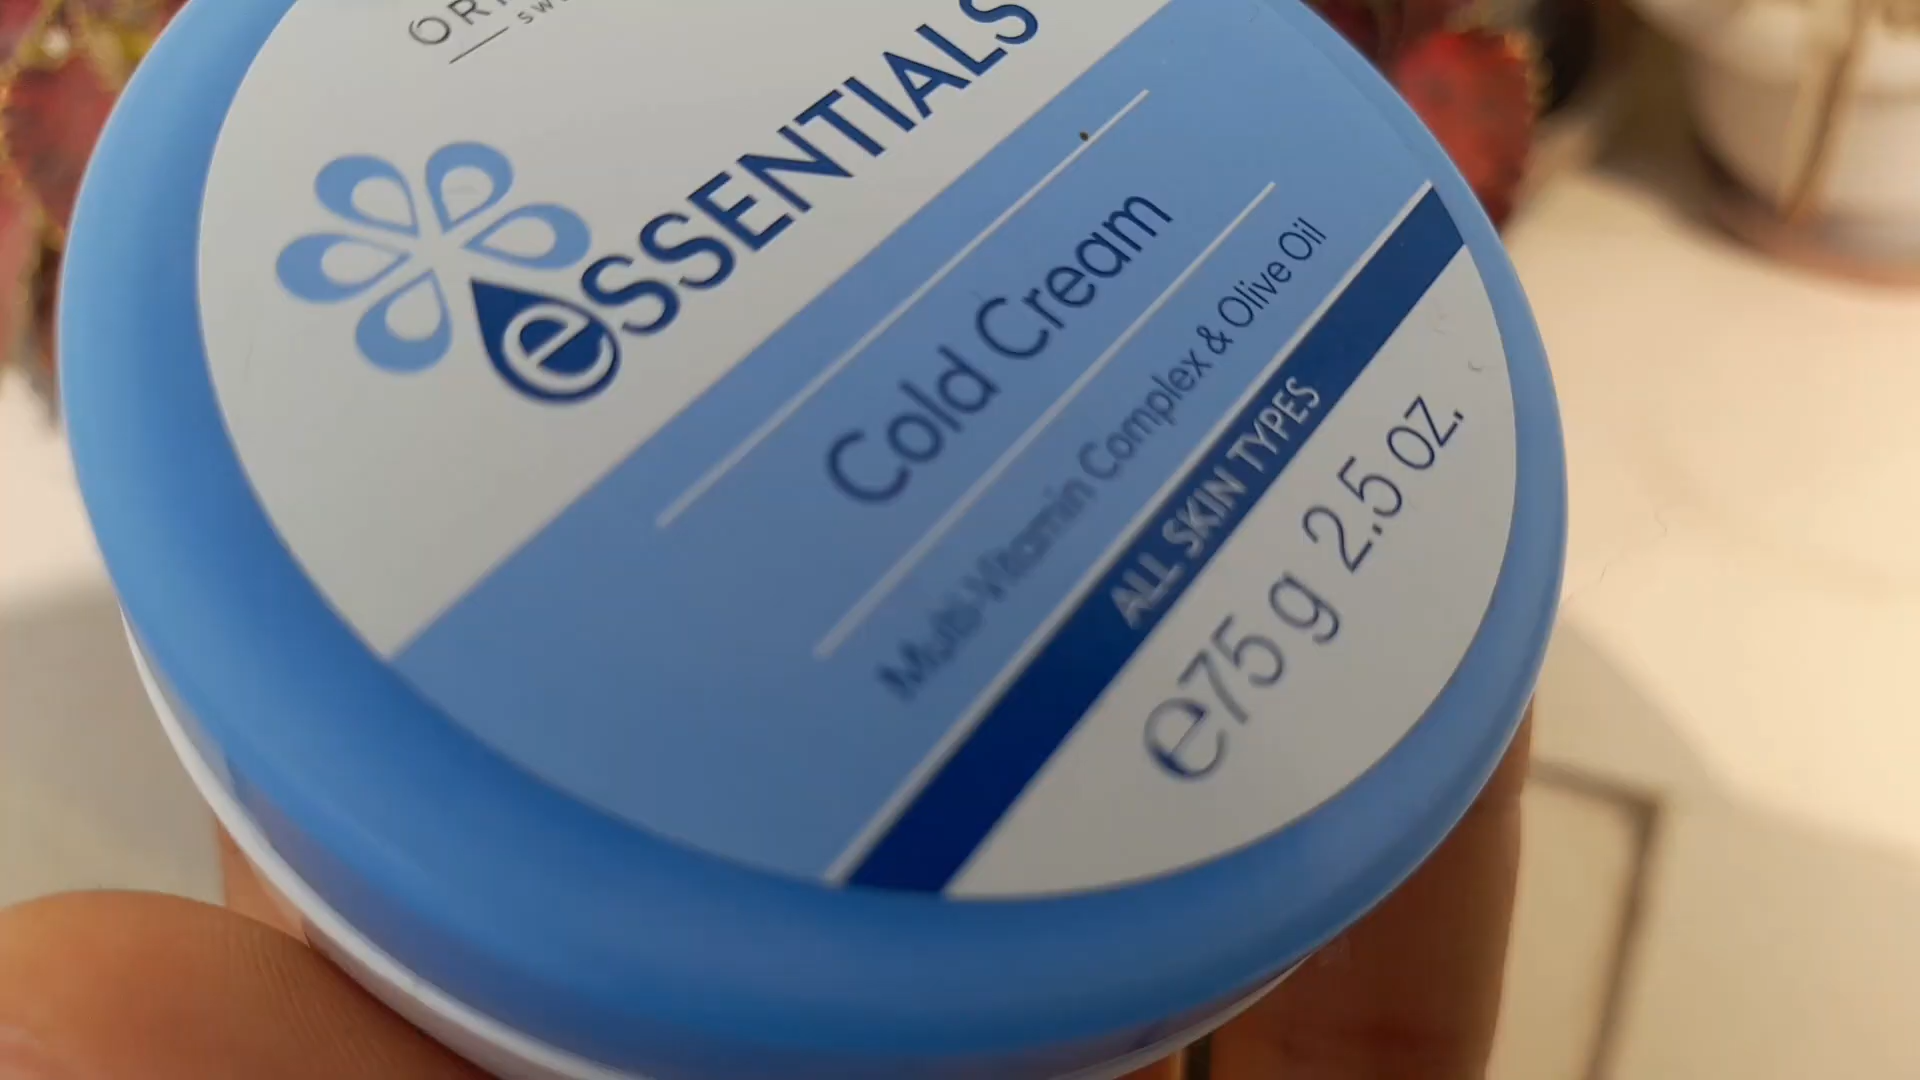 ESSENTIALS
Cold Cream
Multi-Vitamin Complex & Olive Oil
ALL SKIN TYPES
e75 g 2.5 oz.